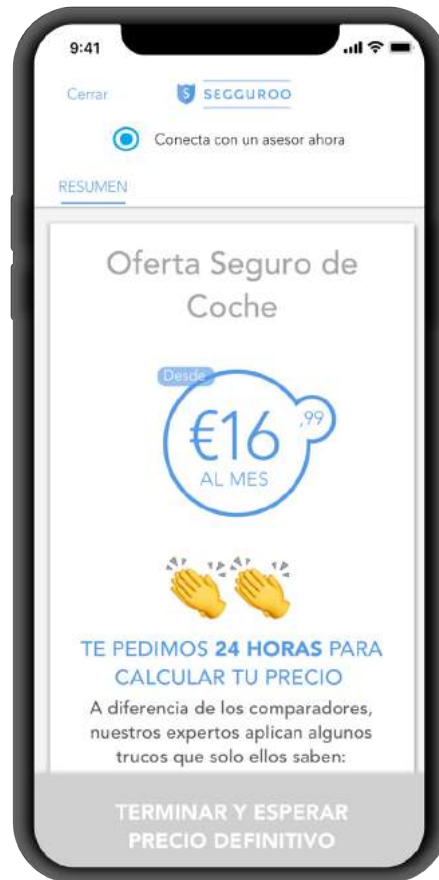 9:41
Cerrar
S SEGGUROO
Conecta con un asesor ahora
RESUMEN
Oferta Seguro de
Coche
Desde
€16,99
AL MES
TE PEDIMOS 24 HORAS PARA
CALCULAR TU PRECIO
A diferencia de los comparadores,
nuestros expertos aplican algunos
trucos que solo ellos saben:
TERMINAR Y ESPERAR
PRECIO DEFINITIVO